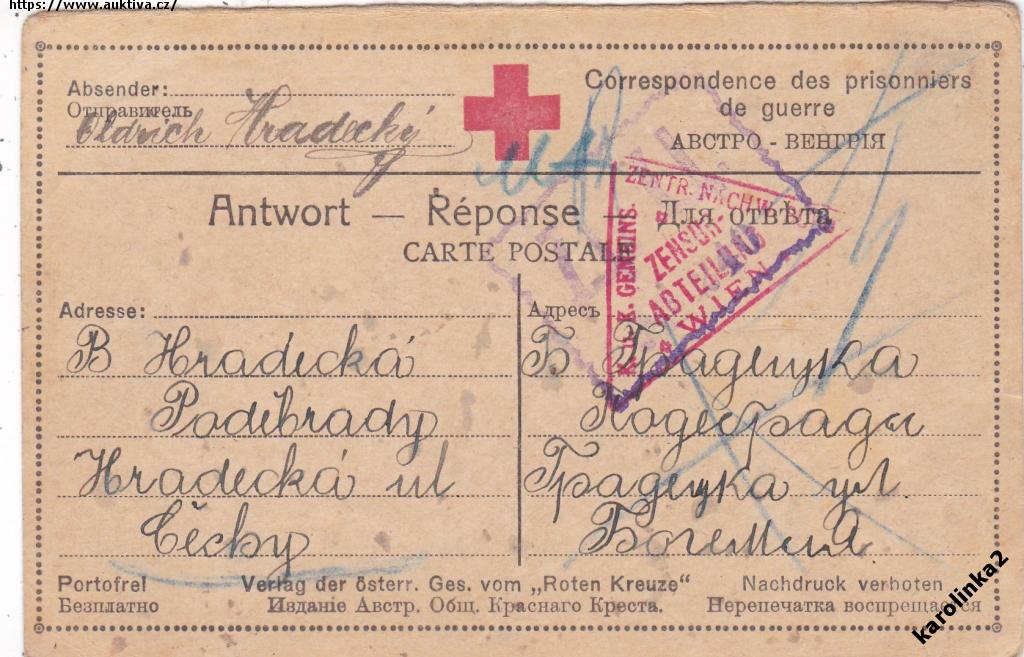 https://www.auktiva.cz/
Absender:
Отправитель
Oldrich Hradecký
Correspondence des prisonniers
de guerre
АВСТРО - ВЕНГРІЯ
Antwort — Réponse — Для отвѣта
CARTE POSTALE
ZENTR. NACHW.
K. GEMEINS.
ZENSUR
ABTEILUNG
WIEN
Adresse:
B Hradecká
Poděbrady
Hradecká ul
Čechy
Адресъ
Б Градецка
Подебрады
Градецка ул.
Богемия
Portofrei Verlag der österr. Ges. vom „Roten Kreuze“ Nachdruck verboten
Безплатно Изданіе Австр. Общ. Краснаго Креста. Перепечатка воспрещается
karolinka2